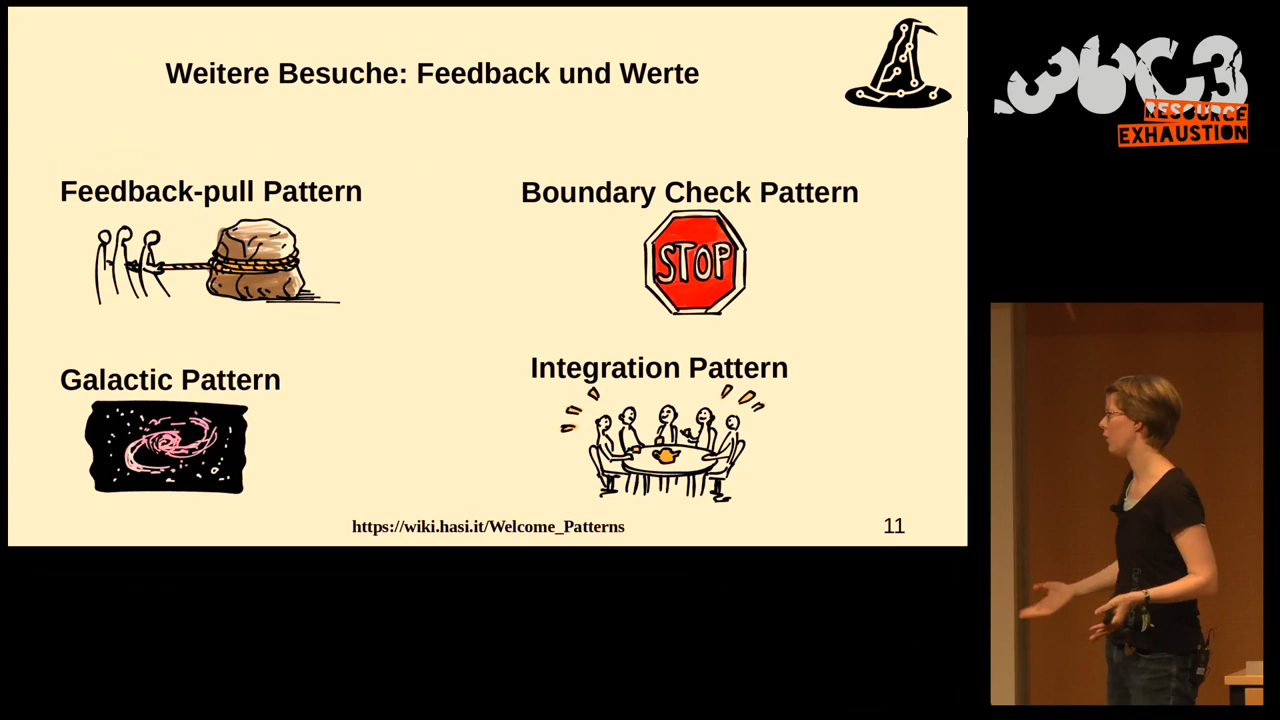 Weitere Besuche: Feedback und Werte
Feedback-pull Pattern
Boundary Check Pattern
STOP
Galactic Pattern
Integration Pattern
https://wiki.hasi.it/Welcome_Patterns
11
36C3
RESOURCE
EXHAUSTION